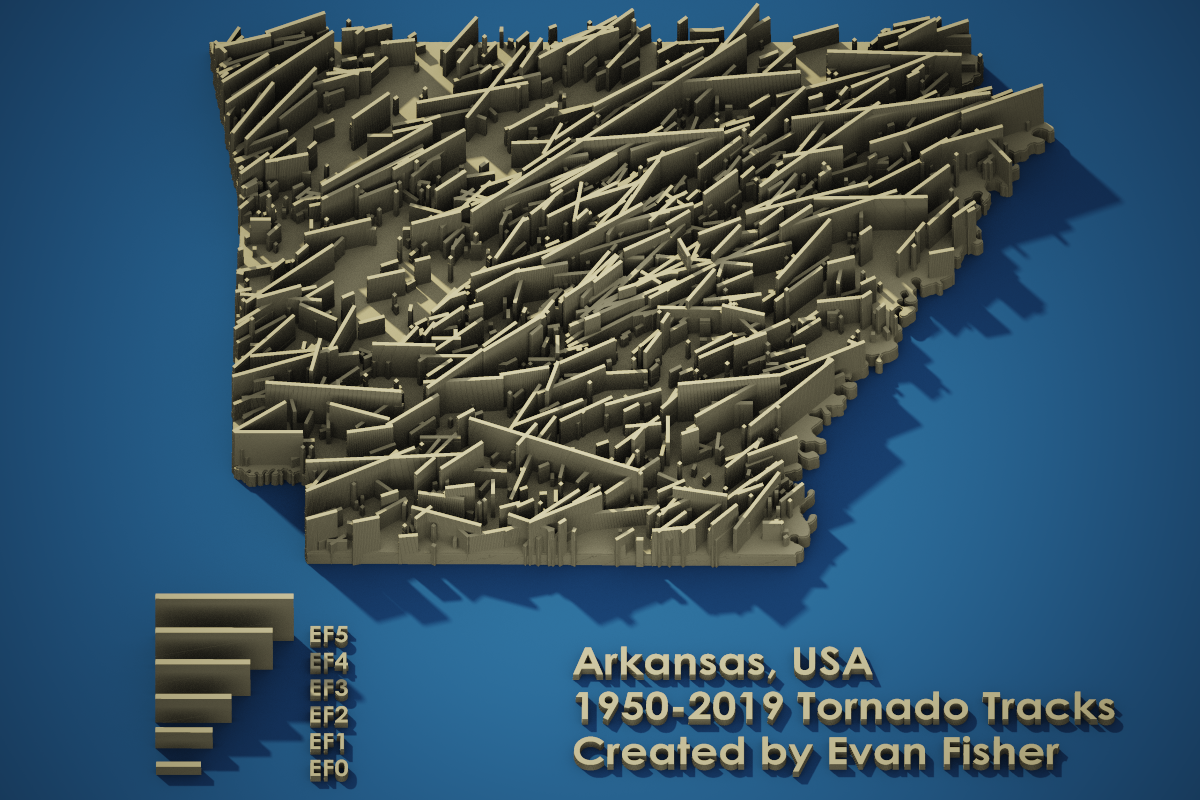 EF5
EF4
EF3
EF2
EF1
EF0
Arkansas, USA
1950-2019 Tornado Tracks
Created by Evan Fisher